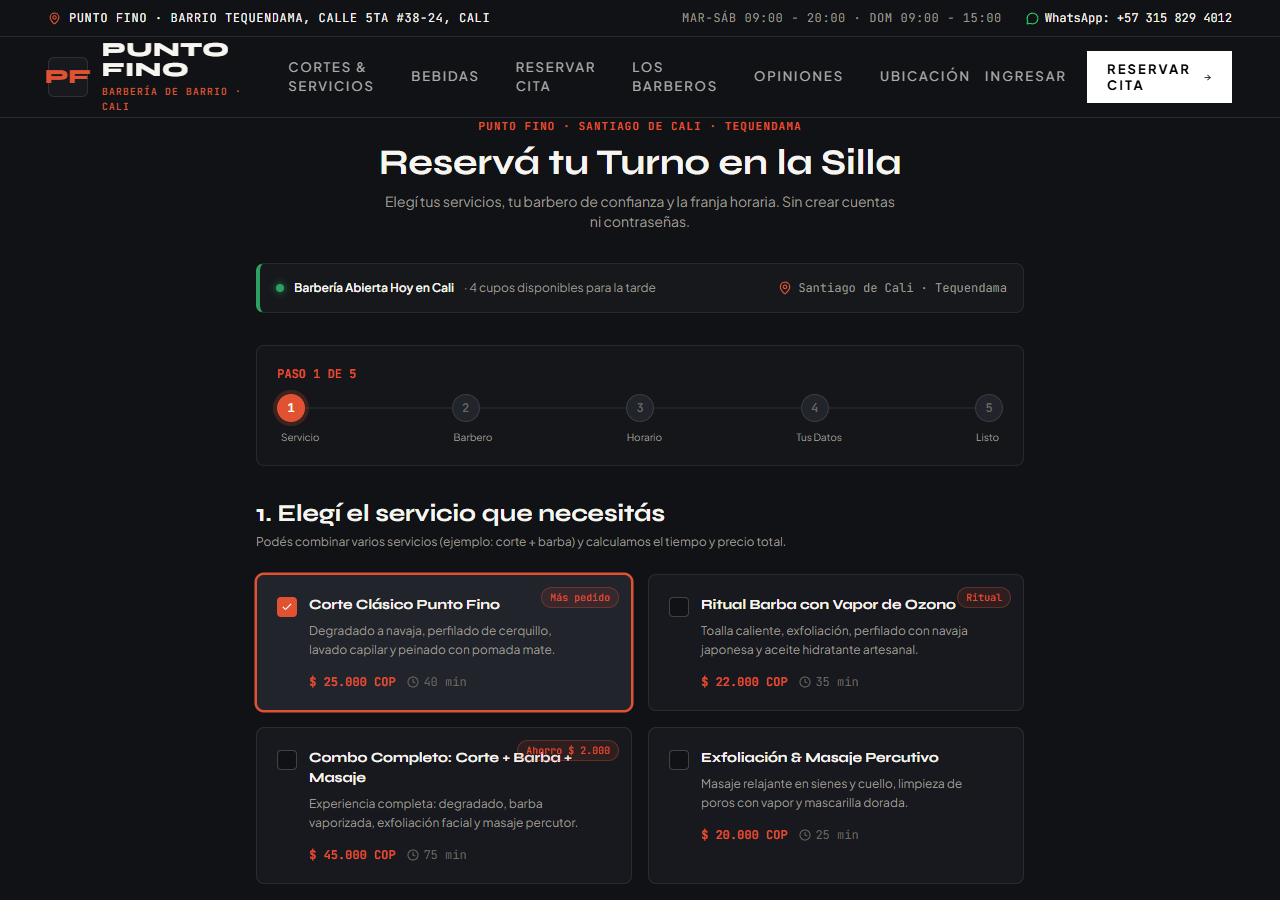 PUNTO FINO · BARRIO TEQUENDAMA, CALLE 5TA #38-24, CALI
MAR-SÁB 09:00 - 20:00 · DOM 09:00 - 15:00
WhatsApp: +57 315 829 4012
PF
PUNTO
FINO
BARBERÍA DE BARRIO ·
CALI
CORTES &
SERVICIOS
BEBIDAS
RESERVAR
CITA
LOS
BARBEROS
OPINIONES
UBICACIÓN
INGRESAR
RESERVAR
CITA →
PUNTO FINO · SANTIAGO DE CALI · TEQUENDAMA
Reservá tu Turno en la Silla
Elegí tus servicios, tu barbero de confianza y la franja horaria. Sin crear cuentas
ni contraseñas.
Barbería Abierta Hoy en Cali · 4 cupos disponibles para la tarde
Santiago de Cali · Tequendama
PASO 1 DE 5
1
2
3
4
5
Servicio
Barbero
Horario
Tus Datos
Listo
1. Elegí el servicio que necesitás
Podés combinar varios servicios (ejemplo: corte + barba) y calculamos el tiempo y precio total.
Más pedido
Corte Clásico Punto Fino
Degradado a navaja, perfilado de cerquillo,
lavado capilar y peinado con pomada mate.
$ 25.000 COP
40 min
Ritual
Ritual Barba con Vapor de Ozono
Toalla caliente, exfoliación, perfilado con navaja
japonesa y aceite hidratante artesanal.
$ 22.000 COP
35 min
Ahorro $ 2.000
Combo Completo: Corte + Barba +
Masaje
Experiencia completa: degradado, barba
vaporizada, exfoliación facial y masaje percutor.
$ 45.000 COP
75 min
Exfoliación & Masaje Percutivo
Masaje relajante en sienes y cuello, limpieza de
poros con vapor y mascarilla dorada.
$ 20.000 COP
25 min